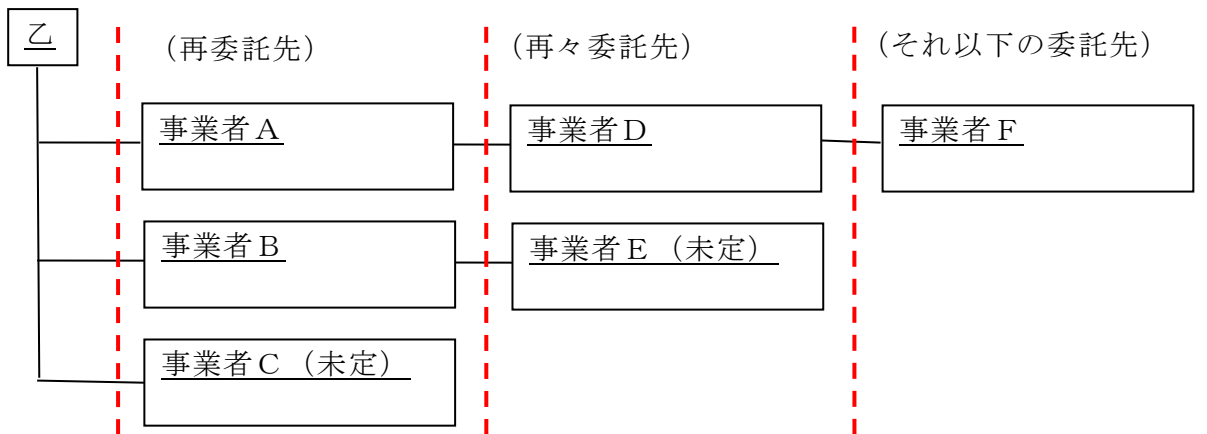 乙
(再委託先)
(再々委託先)
(それ以下の委託先)
事業者A
事業者D
事業者F
事業者B
事業者E (未定)
事業者C (未定)